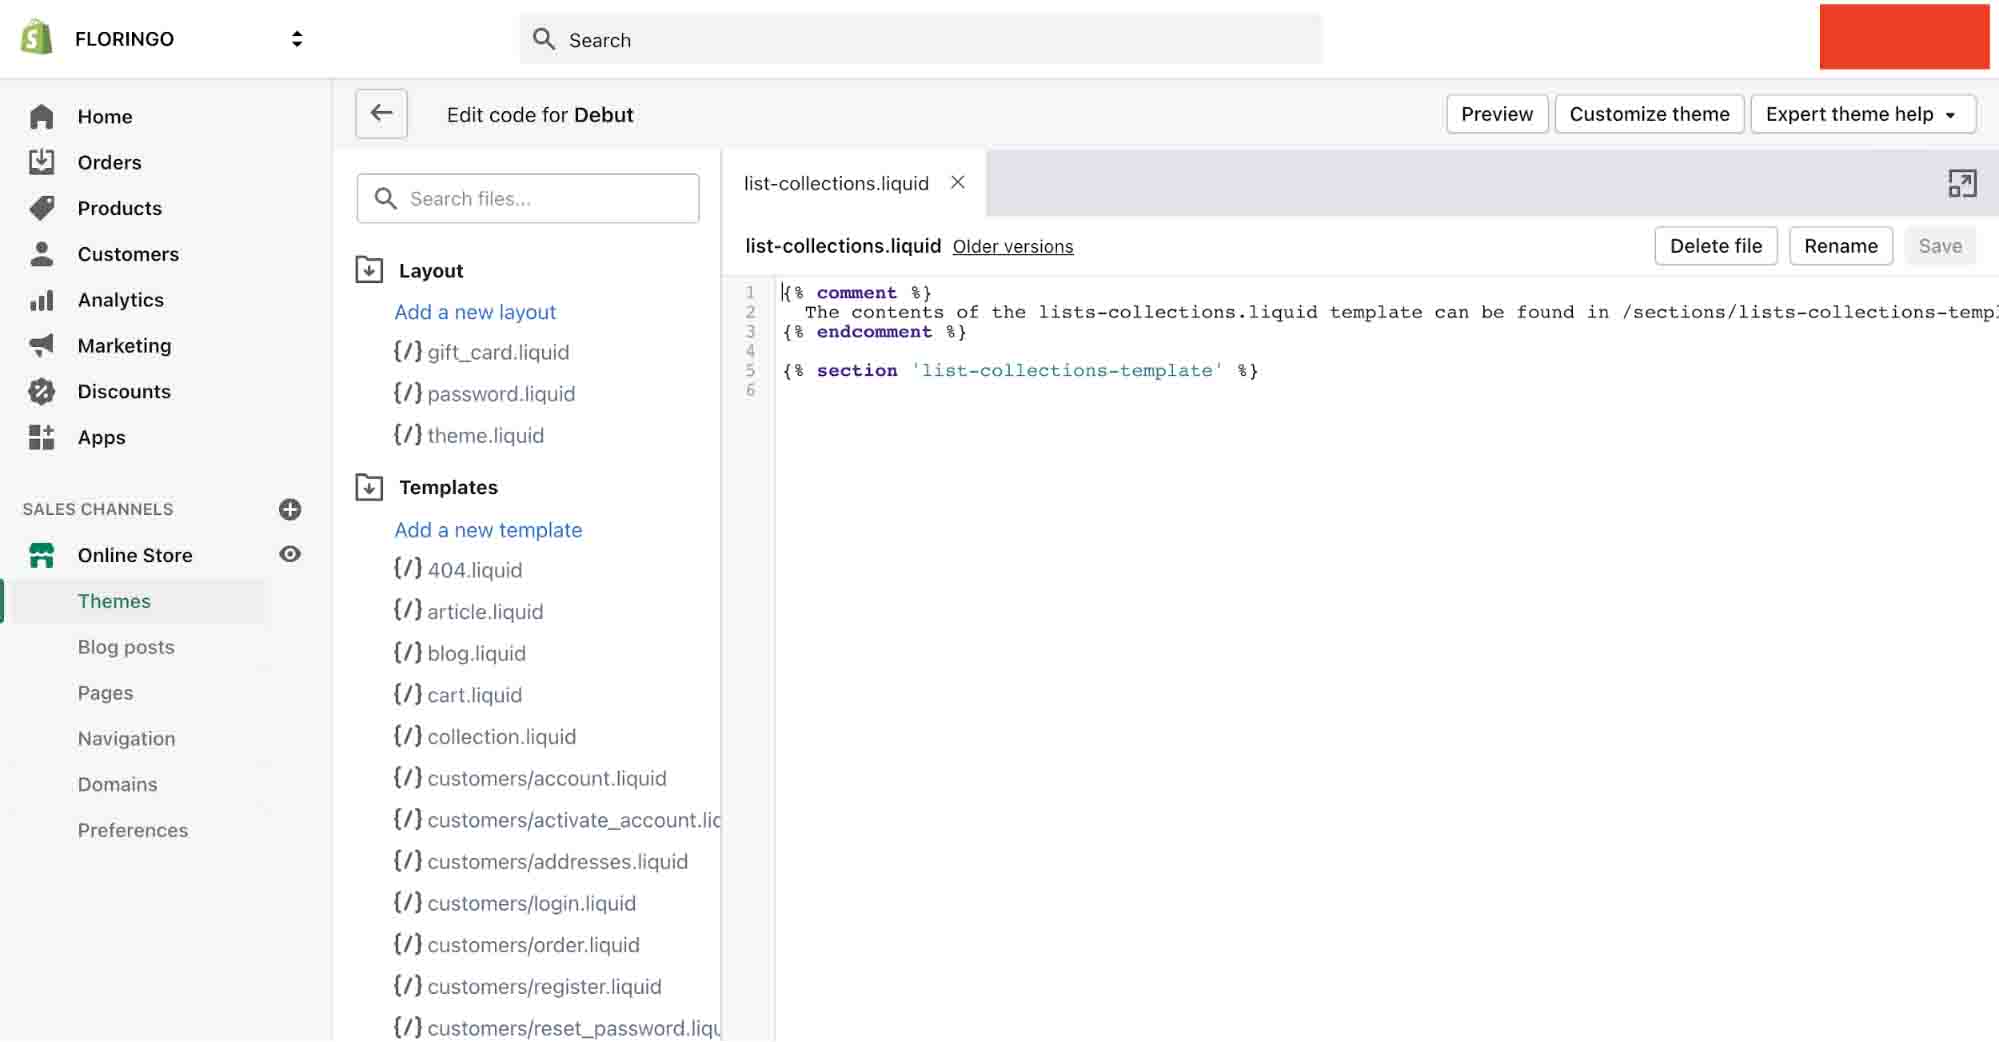 FLORINGO
Search
Home
Orders
Products
Customers
Analytics
Marketing
Discounts
Apps
SALES CHANNELS
Online Store
Themes
Blog posts
Pages
Navigation
Domains
Preferences
Edit code for Debut
Preview
Customize theme
Expert theme help
Search files...
Layout
Add a new layout
{/} gift_card.liquid
{/} password.liquid
{/} theme.liquid
Templates
Add a new template
{/} 404.liquid
{/} article.liquid
{/} blog.liquid
{/} cart.liquid
{/} collection.liquid
{/} customers/account.liquid
{/} customers/activate_account.lic
{/} customers/addresses.liquid
{/} customers/login.liquid
{/} customers/order.liquid
{/} customers/register.liquid
{/} customers/reset_password.liqu
list-collections.liquid
list-collections.liquid Older versions
Delete file
Rename
Save
1 {% comment %}
2 The contents of the lists-collections.liquid template can be found in /sections/lists-collections-templ
3 {% endcomment %}
4
5 {% section 'list-collections-template' %}
6